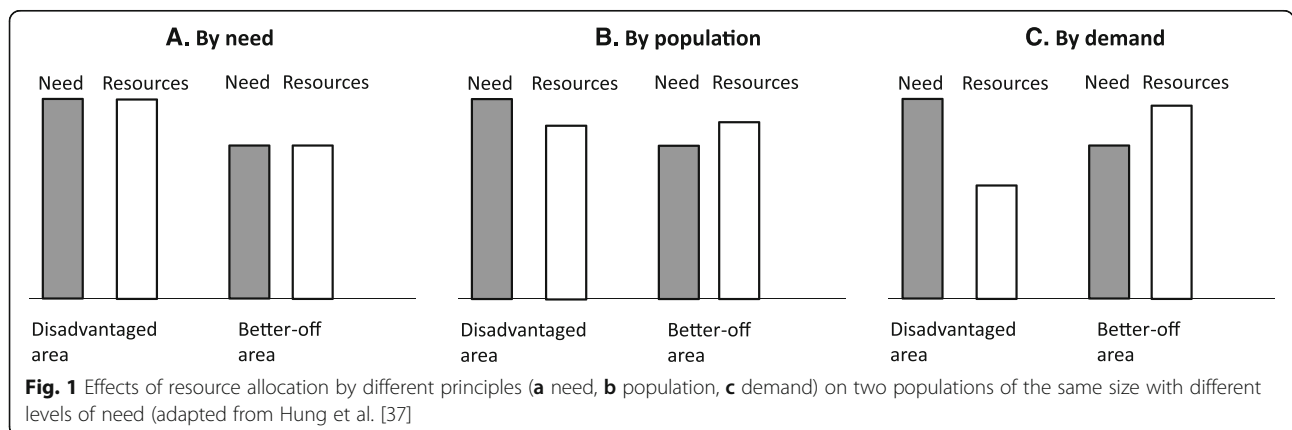 A. By need
B. By population
C. By demand
Need Resources Need Resources
Need Resources Need Resources
Need Resources Need Resources
Disadvantaged area
Better-off area
Disadvantaged area
Better-off area
Disadvantaged area
Better-off area
Fig. 1 Effects of resource allocation by different principles (a need, b population, c demand) on two populations of the same size with different
levels of need (adapted from Hung et al. [37]